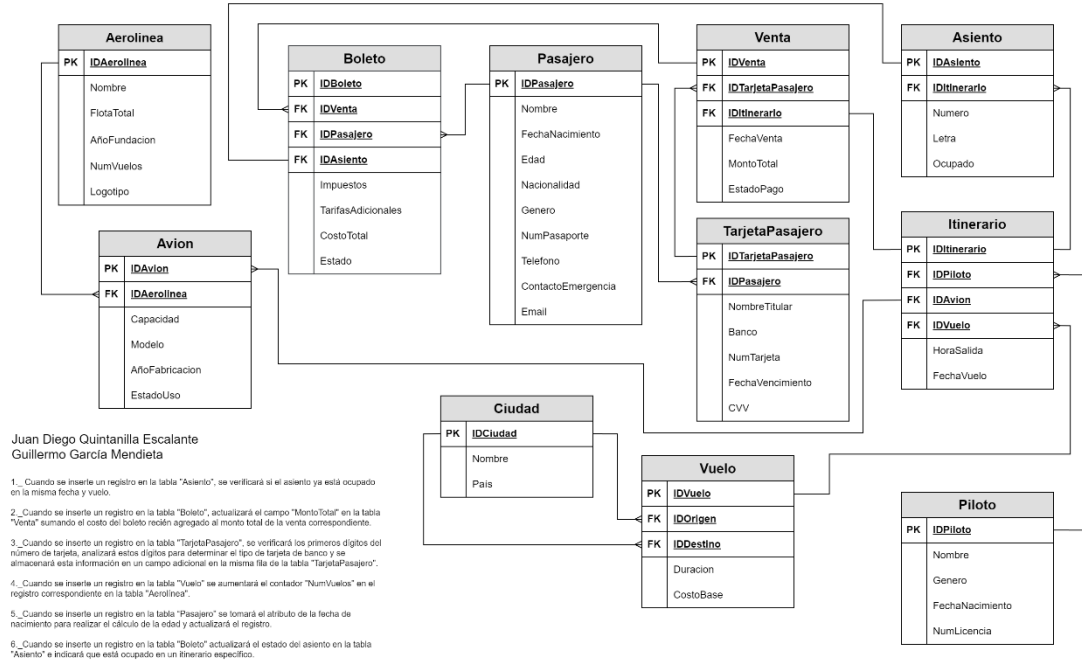 Aerolinea
PK IDAerolinea
Nombre
FlotaTotal
AñoFundacion
NumVuelos
Logotipo
Boleto
PK IDBoleto
FK IDVenta
FK IDPasajero
FK IDAsiento
Impuestos
TarifasAdicionales
CostoTotal
Estado
Pasajero
PK IDPasajero
Nombre
FechaNacimiento
Edad
Nacionalidad
Genero
NumPasaporte
Telefono
ContactoEmergencia
Email
Venta
PK IDVenta
FK IDTarjetaPasajero
FK IDItinerario
FechaVenta
MontoTotal
EstadoPago
Asiento
PK IDAsiento
FK IDItinerario
Numero
Letra
Ocupado
Avion
PK IDAvion
FK IDAerolinea
Capacidad
Modelo
AñoFabricacion
EstadoUso
TarjetaPasajero
PK IDTarjetaPasajero
FK IDPasajero
NombreTitular
Banco
NumTarjeta
FechaVencimiento
CVV
Itinerario
PK IDItinerario
FK IDPiloto
FK IDAvion
FK IDVuelo
HoraSalida
FechaVuelo
Ciudad
PK IDCiudad
Nombre
Pais
Vuelo
PK IDVuelo
FK IDOrigen
FK IDDestino
Duracion
CostoBase
Piloto
PK IDPiloto
Nombre
Genero
FechaNacimiento
NumLicencia
Juan Diego Quintanilla Escalante
Guillermo García Mendieta
1._ Cuando se inserte un registro en la tabla "Asiento", se verificará si el asiento ya está ocupado
en la misma fecha y vuelo.
2._Cuando se inserte un registro en la tabla "Boleto", actualizará el campo "MontoTotal" en la tabla
"Venta" sumando el costo del boleto recién agregado al monto total de la venta correspondiente.
3._Cuando se inserte un registro en la tabla "TarjetaPasajero", se verificará los primeros dígitos del
número de tarjeta, analizará estos dígitos para determinar el tipo de tarjeta de banco y se
almacenará esta información en un campo adicional en la misma fila de la tabla "TarjetaPasajero".
4._Cuando se inserte un registro en la tabla "Vuelo" se aumentará el contador "NumVuelos" en el
registro correspondiente en la tabla "Aerolínea".
5._Cuando se inserte un registro en la tabla "Pasajero" se tomará el atributo de la fecha de
nacimiento para realizar el cálculo de la edad y actualizará el registro.
6._Cuando se inserte un registro en la tabla "Boleto" actualizará el estado del asiento en la tabla
"Asiento" e indicará que está ocupado en un itinerario específico.